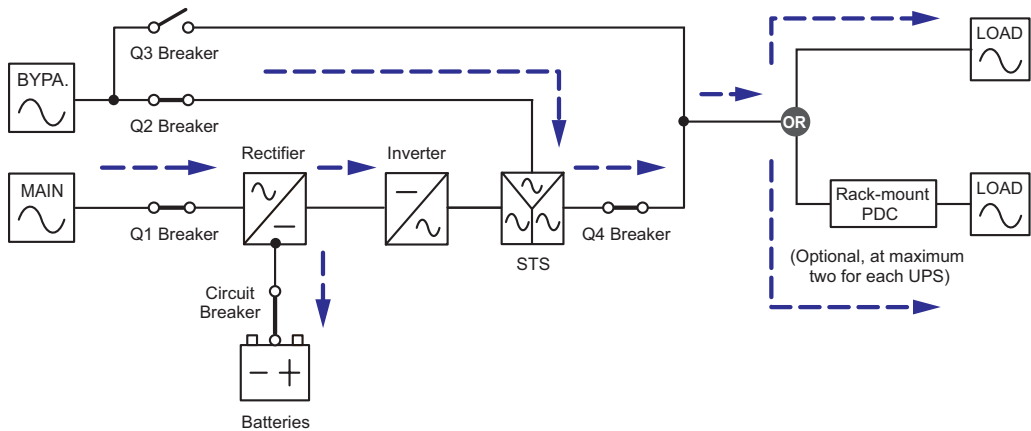 LOAD
Q3 Breaker
BYPA.
Q2 Breaker
OR
Rectifier
Inverter
MAIN
Q1 Breaker
STS
Q4 Breaker
Rack-mount
PDC
LOAD
(Optional, at maximum
two for each UPS)
Circuit
Breaker
Batteries